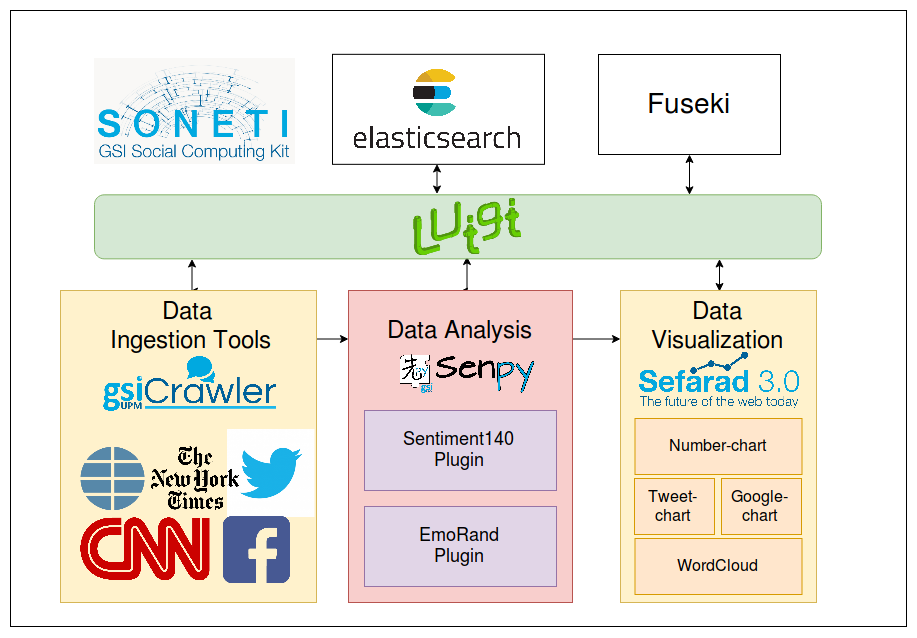 SONETI
GSI Social Computing Kit
elasticsearch
Fuseki
Luigi
Data
Ingestion Tools
gsiCrawler
UPM
The
New York
Times
CNN
f
Data Analysis
Senpy
gsi
Sentiment140
Plugin
EmoRand
Plugin
Data
Visualization
Sefarad 3.0
The future of the web today
Number-chart
Tweet-
chart
Google-
chart
WordCloud